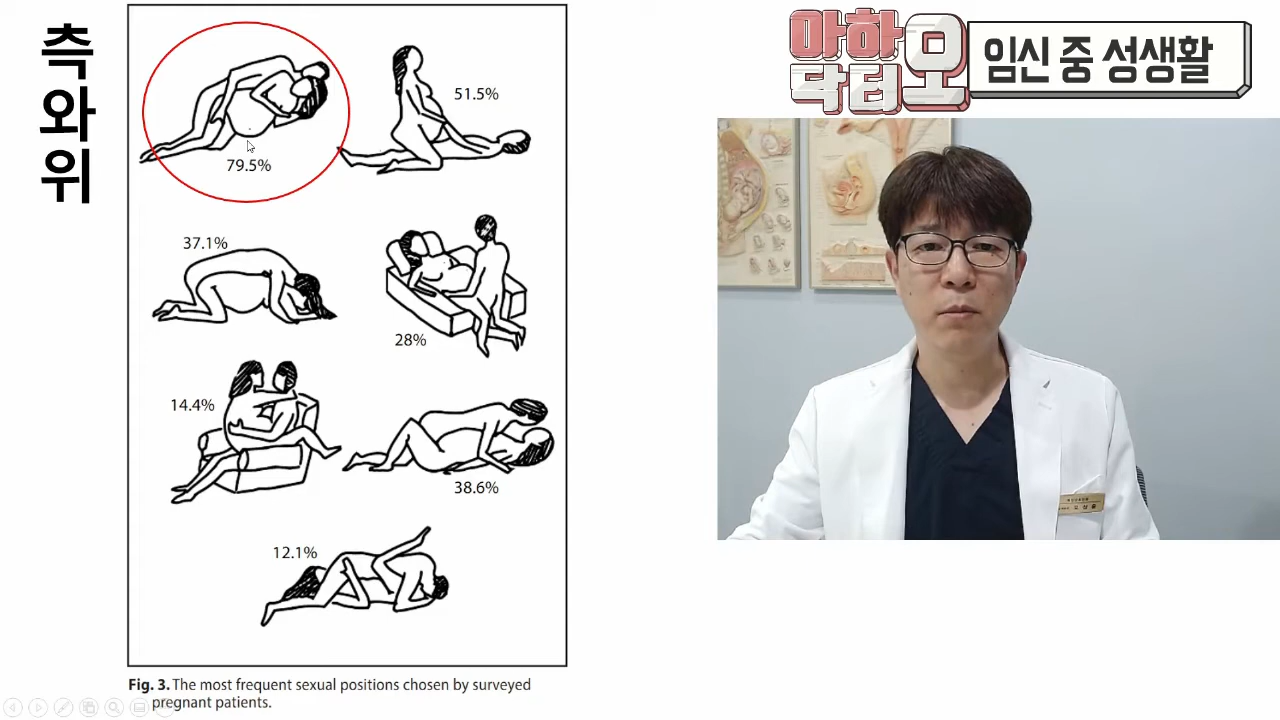 측와위
79.5%
51.5%
37.1%
28%
14.4%
38.6%
12.1%
Fig. 3. The most frequent sexual positions chosen by surveyed
pregnant patients.
아하
닥터오
임신 중 성생활